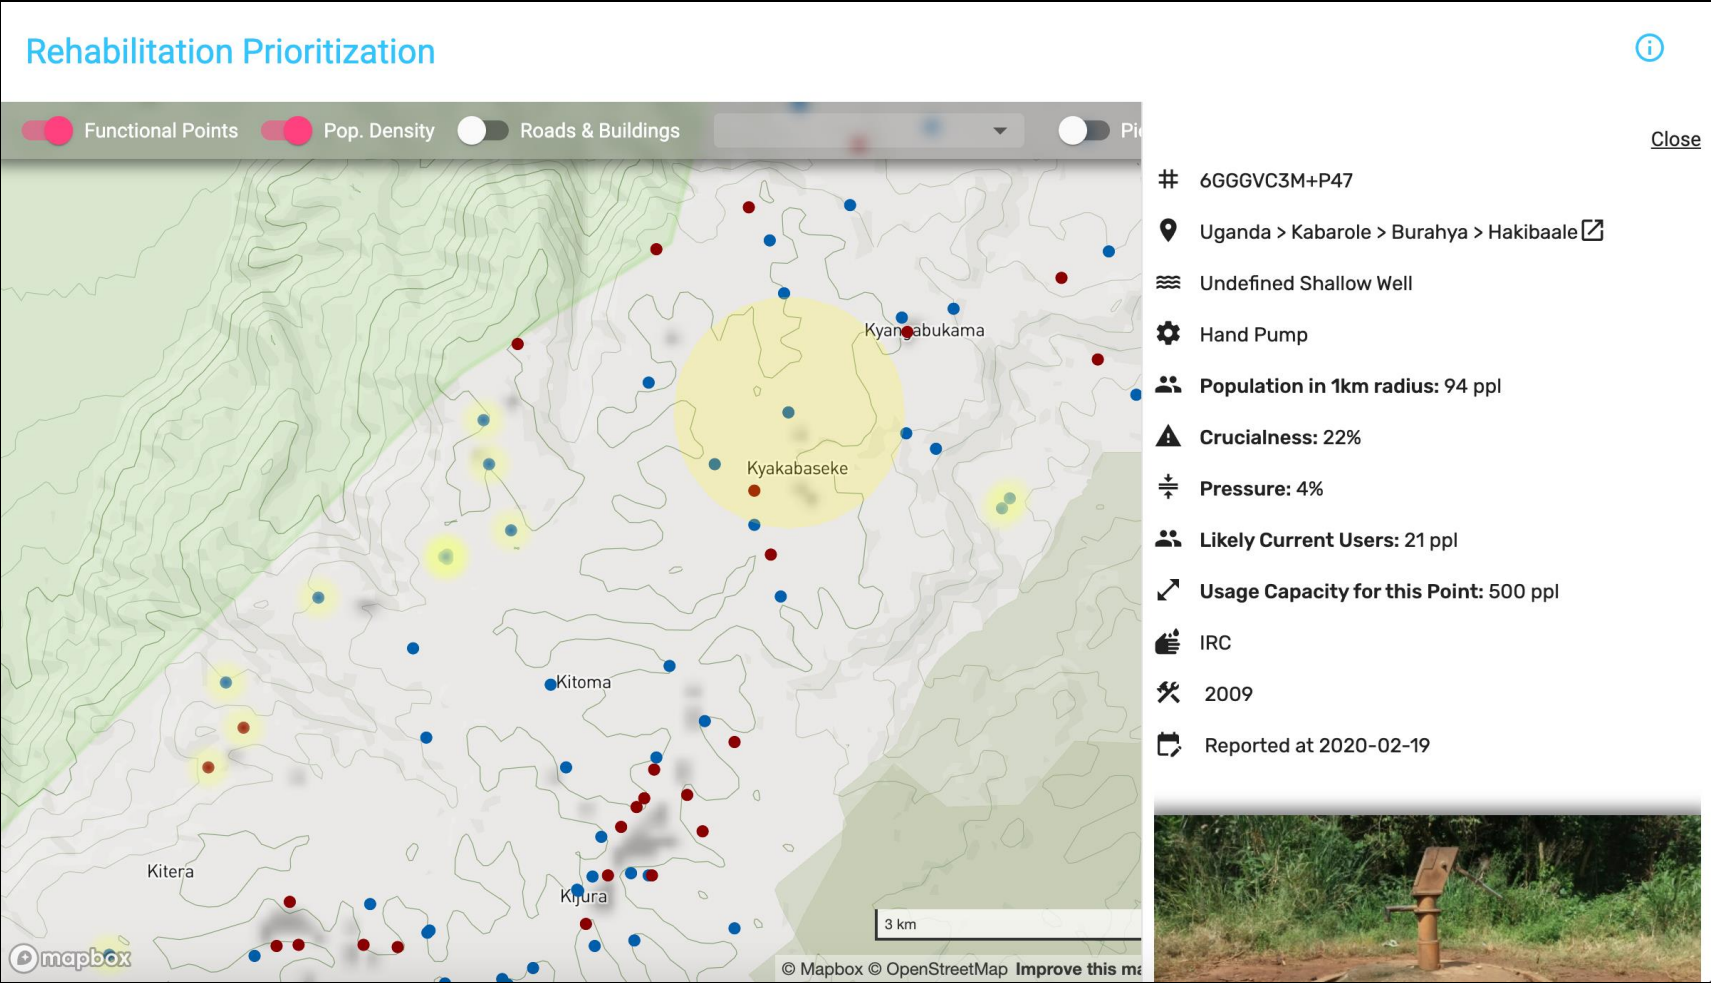 Rehabilitation Prioritization
Functional Points
Pop. Density
Roads & Buildings
Close
# 6GGGVC3M+P47
Uganda > Kabarole > Burahya > Hakibaale
Undefined Shallow Well
Hand Pump
Population in 1km radius: 94 ppl
Crucialness: 22%
Pressure: 4%
Likely Current Users: 21 ppl
Usage Capacity for this Point: 500 ppl
IRC
2009
Reported at 2020-02-19
Kyakabaseke
Kitoma
Kitera
Kijura
3 km
mapbox
© Mapbox © OpenStreetMap Improve this